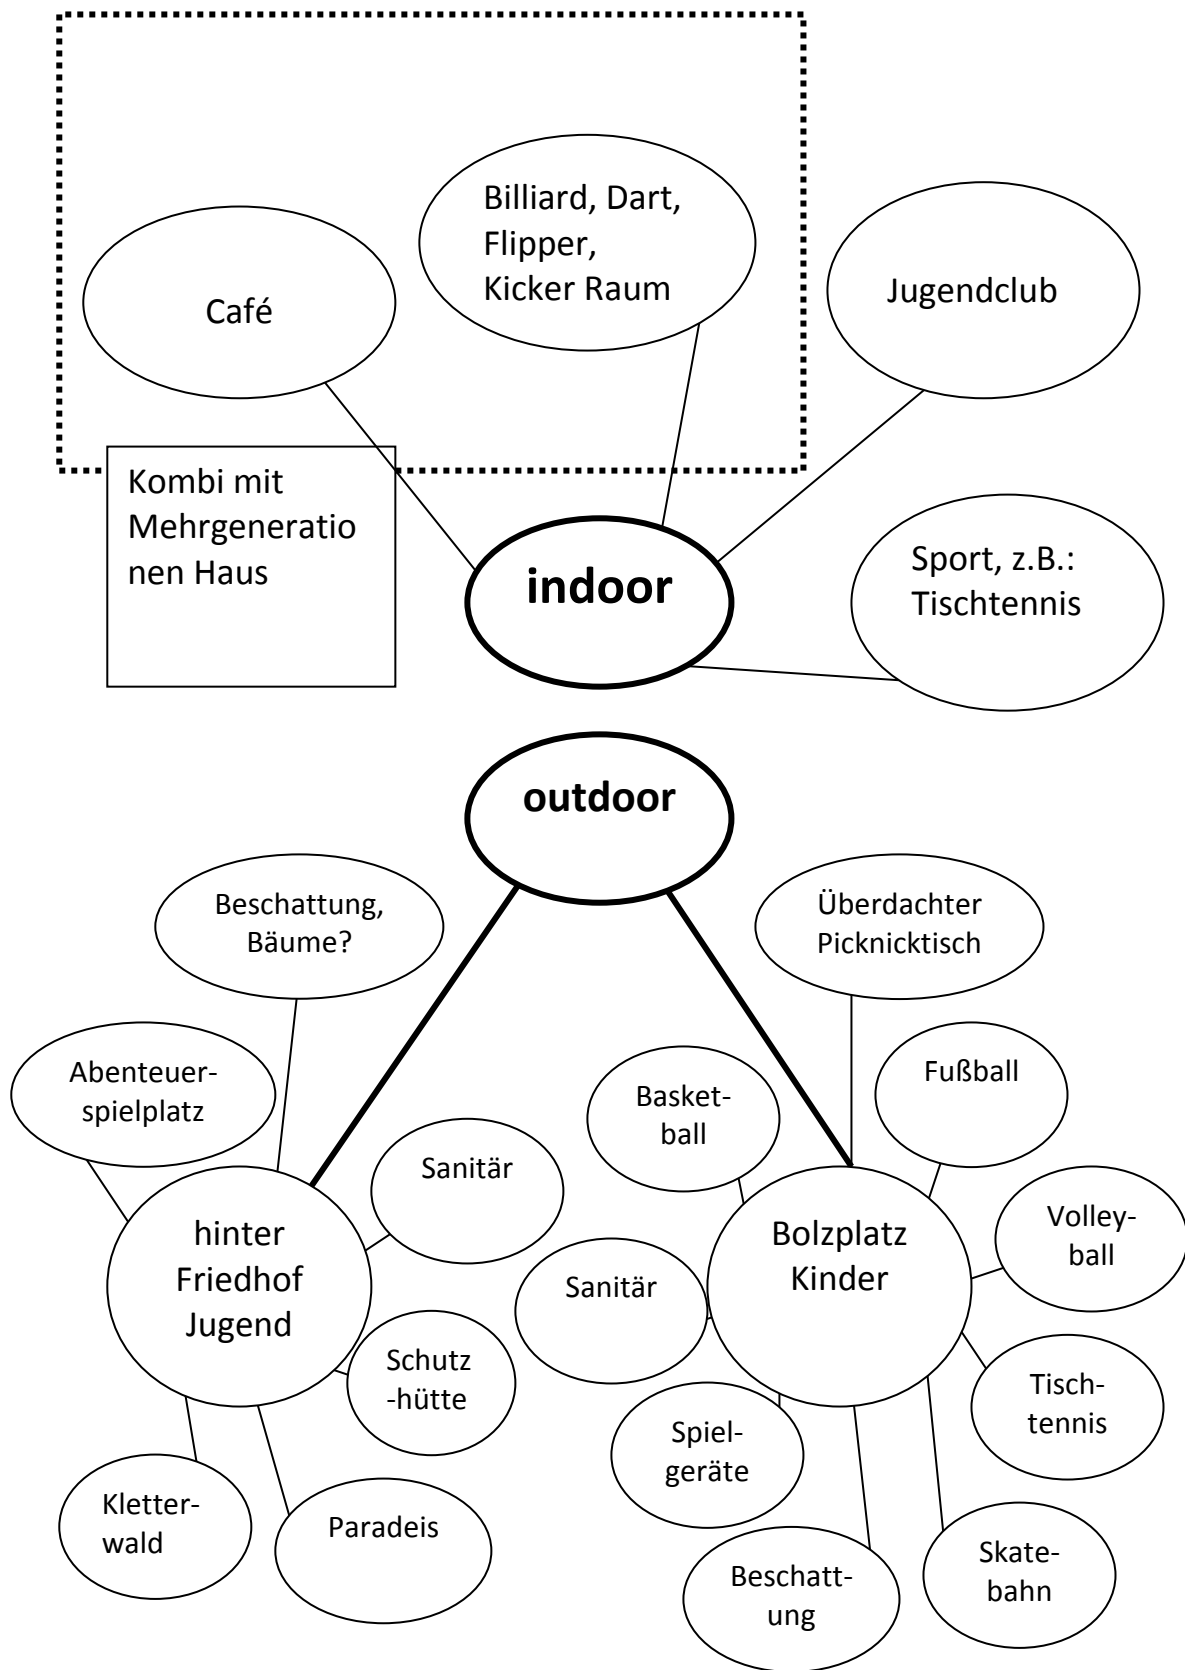 Billiard, Dart,
Flipper,
Kicker Raum
Café
Jugendclub
Kombi mit
Mehrgeneratio
nen Haus
indoor
Sport, z.B.:
Tischtennis
outdoor
Beschattung,
Bäume?
Überdachter
Picknicktisch
Abenteuer-
spielplatz
Basket-
ball
Fußball
Sanitär
hinter
Friedhof
Jugend
Bolzplatz
Kinder
Volley-
ball
Sanitär
Schutz
-hütte
Tisch-
tennis
Spiel-
geräte
Kletter-
wald
Paradeis
Beschatt-
ung
Skate-
bahn